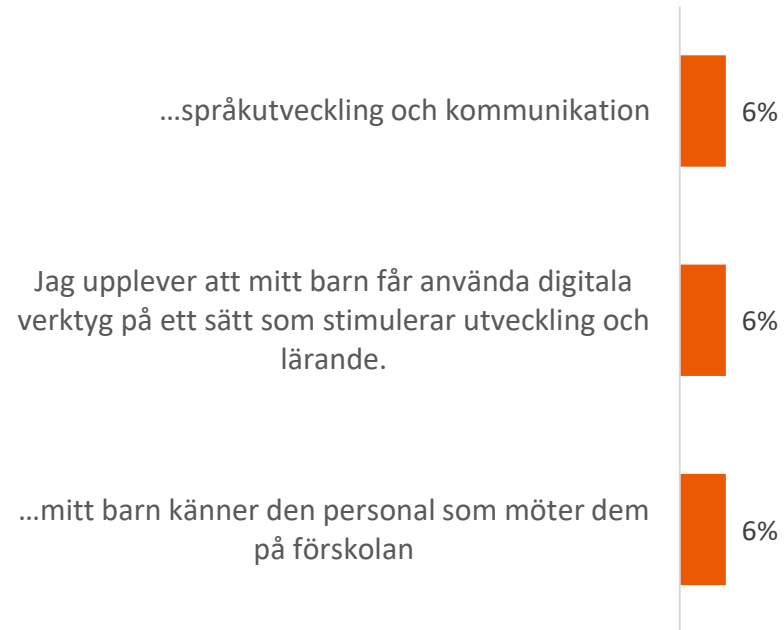 ...språkutveckling och kommunikation
6%
Jag upplever att mitt barn får använda digitala
verktyg på ett sätt som stimulerar utveckling och
lärande.
6%
...mitt barn känner den personal som möter dem
på förskolan
6%